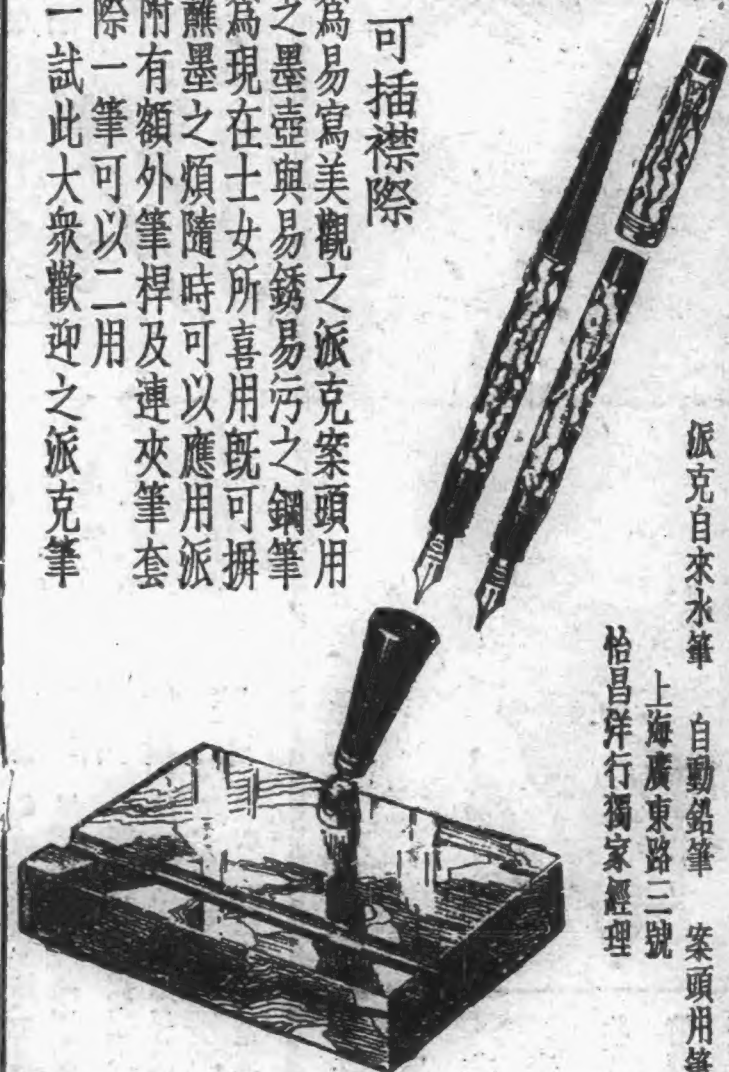 派克自來水筆 自動鉛筆 案頭用筆
上海廣東路三號
怡昌洋行獨家經理
可插襟際
為易寫美觀之派克案頭用
之墨壺與易銹易污之鋼筆
為現在士女所喜用既可摒
蘸墨之煩隨時可以應用派
附有額外筆桿及連夾筆套
際一筆可以二用
一試此大衆歡迎之派克筆